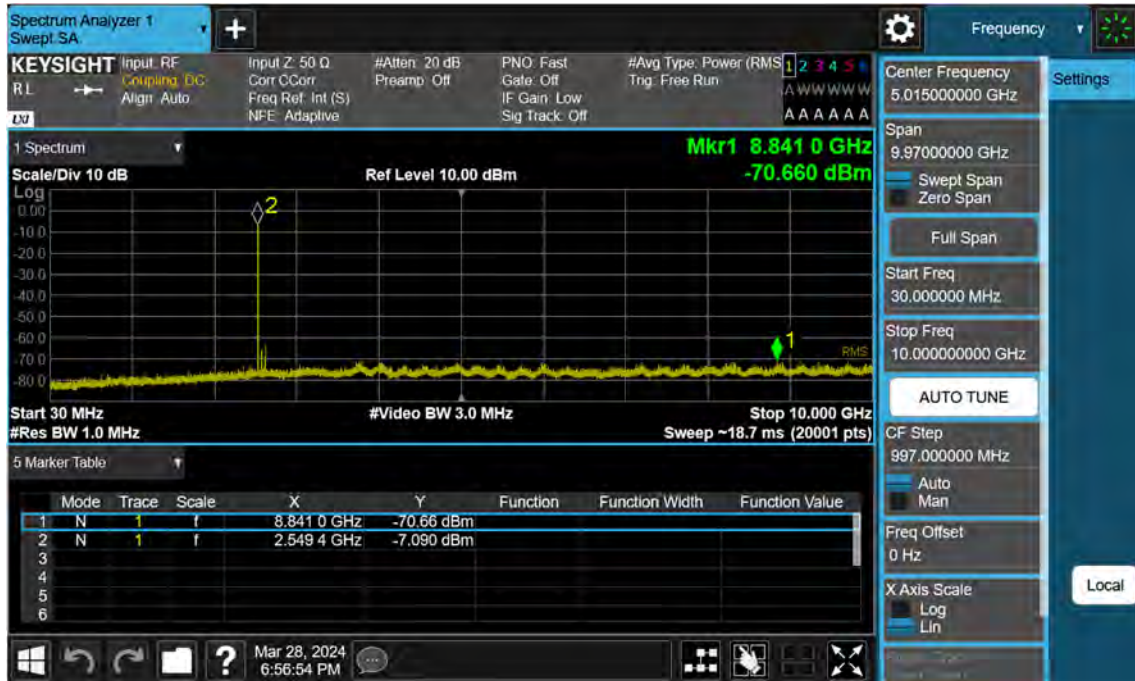 Spectrum Analyzer 1
Swept SA
+
Frequency
KEYSIGHT
RL
LXI
Input: RF
Coupling: DC
Align: Auto
Input Z: 50 Ω
Corr CCorr
Freq Ref: Int (S)
NFE: Adaptive
#Atten: 20 dB
Preamp: Off
PNO: Fast
Gate: Off
IF Gain: Low
Sig Track: Off
#Avg Type: Power (RMS
Trig: Free Run
1 2 3 4 5 6
A W W W W W
A A A A A A
Center Frequency
5.015000000 GHz
Settings
1 Spectrum
Mkr1 8.841 0 GHz
Scale/Div 10 dB
Ref Level 10.00 dBm
-70.660 dBm
Log
0.00
-10.0
-20.0
-30.0
-40.0
-50.0
-60.0
-70.0
-80.0
2
1
RMS
Start 30 MHz
#Video BW 3.0 MHz
Stop 10.000 GHz
#Res BW 1.0 MHz
Sweep ~18.7 ms (20001 pts)
Span
9.97000000 GHz
Swept Span
Zero Span
Full Span
Start Freq
30.000000 MHz
Stop Freq
10.000000000 GHz
AUTO TUNE
CF Step
997.000000 MHz
Auto
Man
Freq Offset
0 Hz
X Axis Scale
Log
Lin
Local
5 Marker Table
Mode Trace Scale X Y Function Function Width Function Value
1 N 1 f 8.841 0 GHz -70.66 dBm
2 N 1 f 2.549 4 GHz -7.090 dBm
3
4
5
6
?
Mar 28, 2024
6:56:54 PM